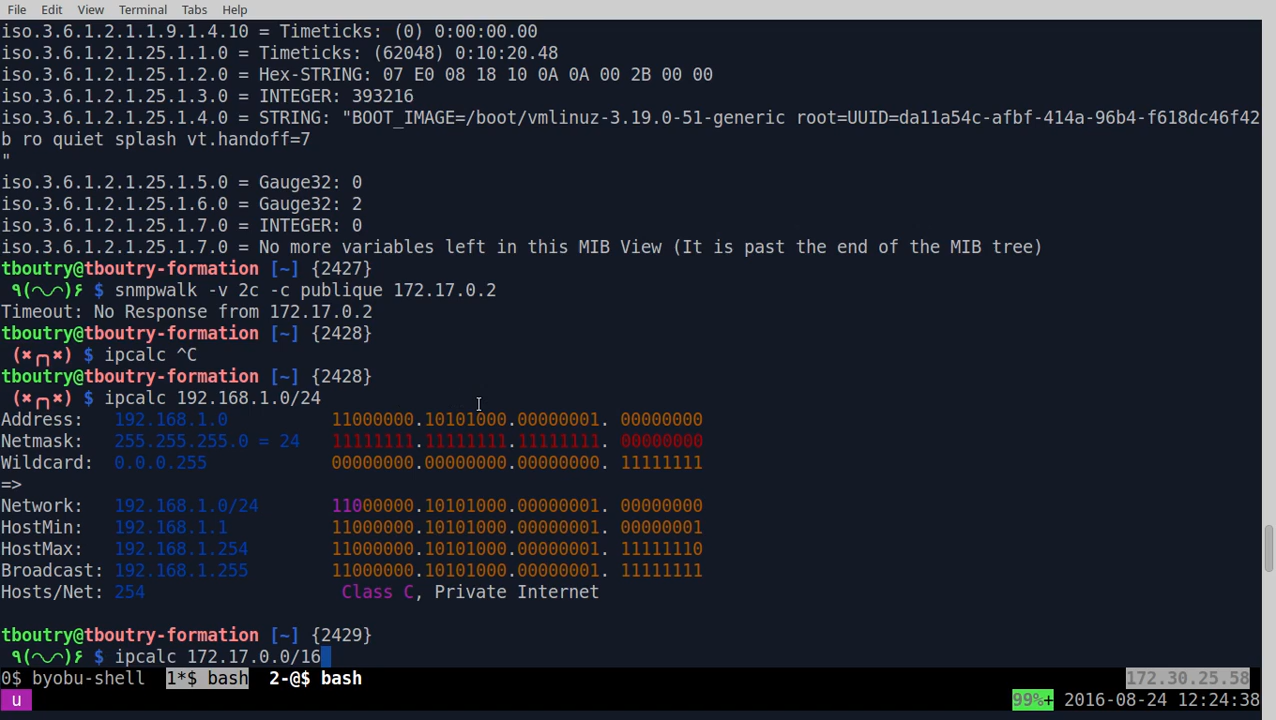 File Edit View Terminal Tabs Help
iso.3.6.1.2.1.1.9.1.4.10 = Timeticks: (0) 0:00:00.00
iso.3.6.1.2.1.25.1.1.0 = Timeticks: (62048) 0:10:20.48
iso.3.6.1.2.1.25.1.2.0 = Hex-STRING: 07 E0 08 18 10 0A 0A 00 2B 00 00
iso.3.6.1.2.1.25.1.3.0 = INTEGER: 393216
iso.3.6.1.2.1.25.1.4.0 = STRING: "BOOT_IMAGE=/boot/vmlinuz-3.19.0-51-generic root=UUID=da11a54c-afbf-414a-96b4-f618dc46f42
b ro quiet splash vt.handoff=7
"
iso.3.6.1.2.1.25.1.5.0 = Gauge32: 0
iso.3.6.1.2.1.25.1.6.0 = Gauge32: 2
iso.3.6.1.2.1.25.1.7.0 = INTEGER: 0
iso.3.6.1.2.1.25.1.7.0 = No more variables left in this MIB View (It is past the end of the MIB tree)
tboutry@tboutry-formation [~] {2427}
٩(◠◡◠)۶ $ snmpwalk -v 2c -c publique 172.17.0.2
Timeout: No Response from 172.17.0.2
tboutry@tboutry-formation [~] {2428}
(✖╭╮✖) $ ipcalc ^C
tboutry@tboutry-formation [~] {2428}
(✖╭╮✖) $ ipcalc 192.168.1.0/24
Address: 192.168.1.0 11000000.10101000.00000001. 00000000
Netmask: 255.255.255.0 = 24 11111111.11111111.11111111. 00000000
Wildcard: 0.0.0.255 00000000.00000000.00000000. 11111111
=>
Network: 192.168.1.0/24 11000000.10101000.00000001. 00000000
HostMin: 192.168.1.1 11000000.10101000.00000001. 00000001
HostMax: 192.168.1.254 11000000.10101000.00000001. 11111110
Broadcast: 192.168.1.255 11000000.10101000.00000001. 11111111
Hosts/Net: 254 Class C, Private Internet
tboutry@tboutry-formation [~] {2429}
٩(◠◡◠)۶ $ ipcalc 172.17.0.0/16
0$ byobu-shell 1*$ bash 2-@$ bash 172.30.25.58
u 99%+ 2016-08-24 12:24:38